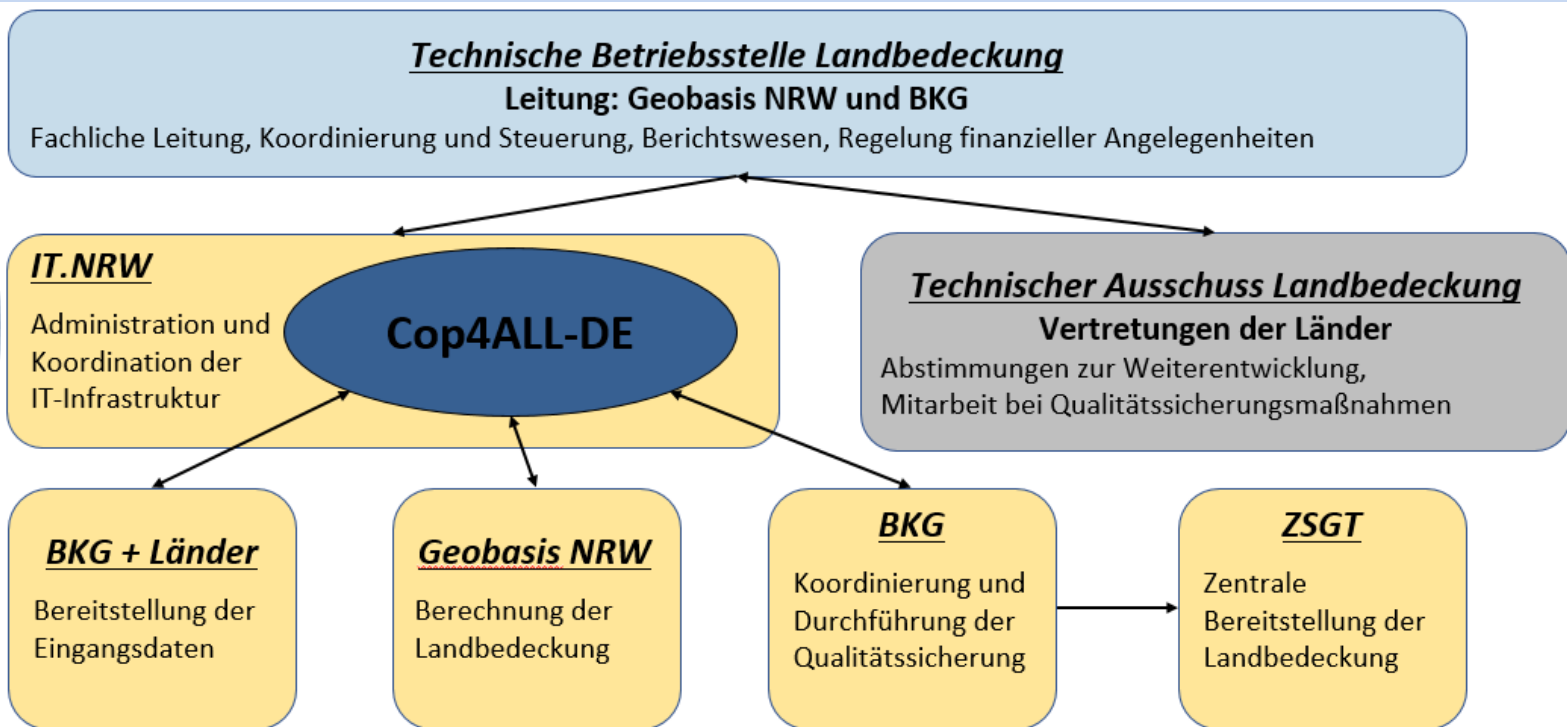 Technische Betriebsstelle Landbedeckung
Leitung: Geobasis NRW und BKG
Fachliche Leitung, Koordinierung und Steuerung, Berichtswesen, Regelung finanzieller Angelegenheiten
IT.NRW
Administration und
Koordination der
IT-Infrastruktur
Cop4ALL-DE
Technischer Ausschuss Landbedeckung
Vertretungen der Länder
Abstimmungen zur Weiterentwicklung,
Mitarbeit bei Qualitätssicherungsmaßnahmen
BKG + Länder
Bereitstellung der
Eingangsdaten
Geobasis NRW
Berechnung der
Landbedeckung
BKG
Koordinierung und
Durchführung der
Qualitätssicherung
ZSGT
Zentrale
Bereitstellung der
Landbedeckung